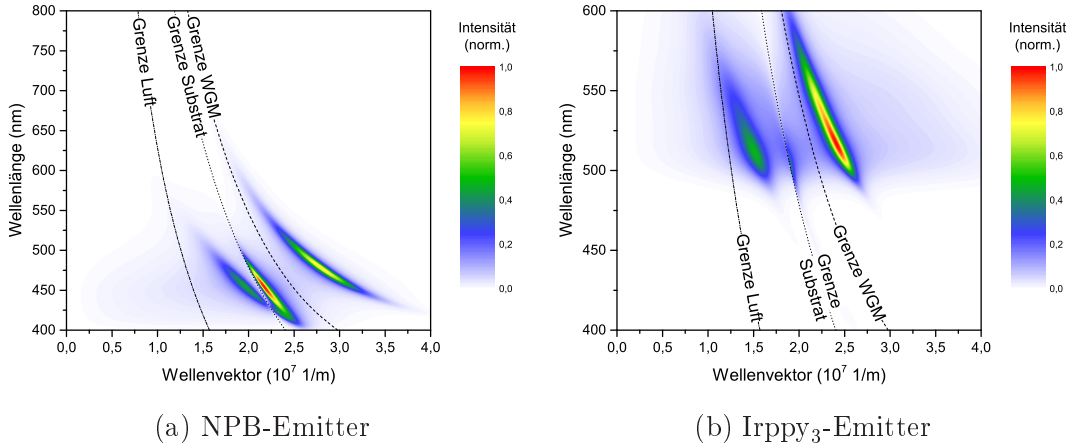 800
750
700
650
600
550
500
450
400
Wellenlänge (nm)
0,0 0,5 1,0 1,5 2,0 2,5 3,0 3,5 4,0
Wellenvektor (10⁷ 1/m)
Grenze Luft
Grenze Substrat
Grenze WGM
Intensität
(norm.)
1,0
0,8
0,6
0,4
0,2
0,0
(a) NPB-Emitter
600
550
500
450
400
Wellenlänge (nm)
0,0 0,5 1,0 1,5 2,0 2,5 3,0 3,5 4,0
Wellenvektor (10⁷ 1/m)
Grenze Luft
Grenze
Substrat
Grenze WGM
Intensität
(norm.)
1,0
0,8
0,6
0,4
0,2
0,0
(b) Irppy₃-Emitter